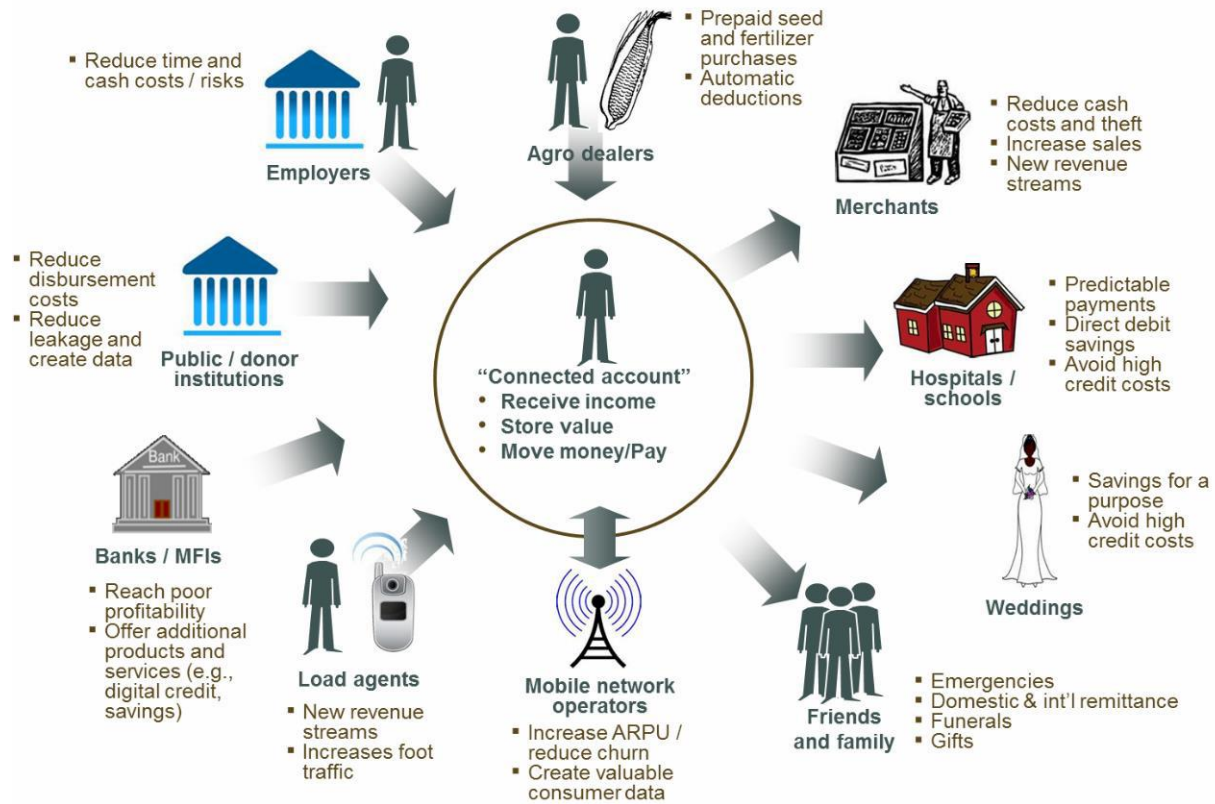 ▪ Reduce time and
cash costs / risks
Employers
Agro dealers
▪ Prepaid seed
and fertilizer
purchases
▪ Automatic
deductions
Merchants
▪ Reduce cash
costs and theft
▪ Increase sales
▪ New revenue
streams
▪ Reduce
disbursement
costs
▪ Reduce
leakage and
create data
Public / donor
institutions
“Connected account”
• Receive income
• Store value
• Move money/Pay
Hospitals /
schools
▪ Predictable
payments
▪ Direct debit
savings
▪ Avoid high
credit costs
Bank
Banks / MFIs
▪ Reach poor
profitability
▪ Offer additional
products and
services (e.g.,
digital credit,
savings)
Load agents
▪ New revenue
streams
▪ Increases foot
traffic
Mobile network
operators
▪ Increase ARPU /
reduce churn
▪ Create valuable
consumer data
Friends
and family
▪ Emergencies
▪ Domestic & int’l remittance
▪ Funerals
▪ Gifts
Weddings
▪ Savings for a
purpose
▪ Avoid high
credit costs